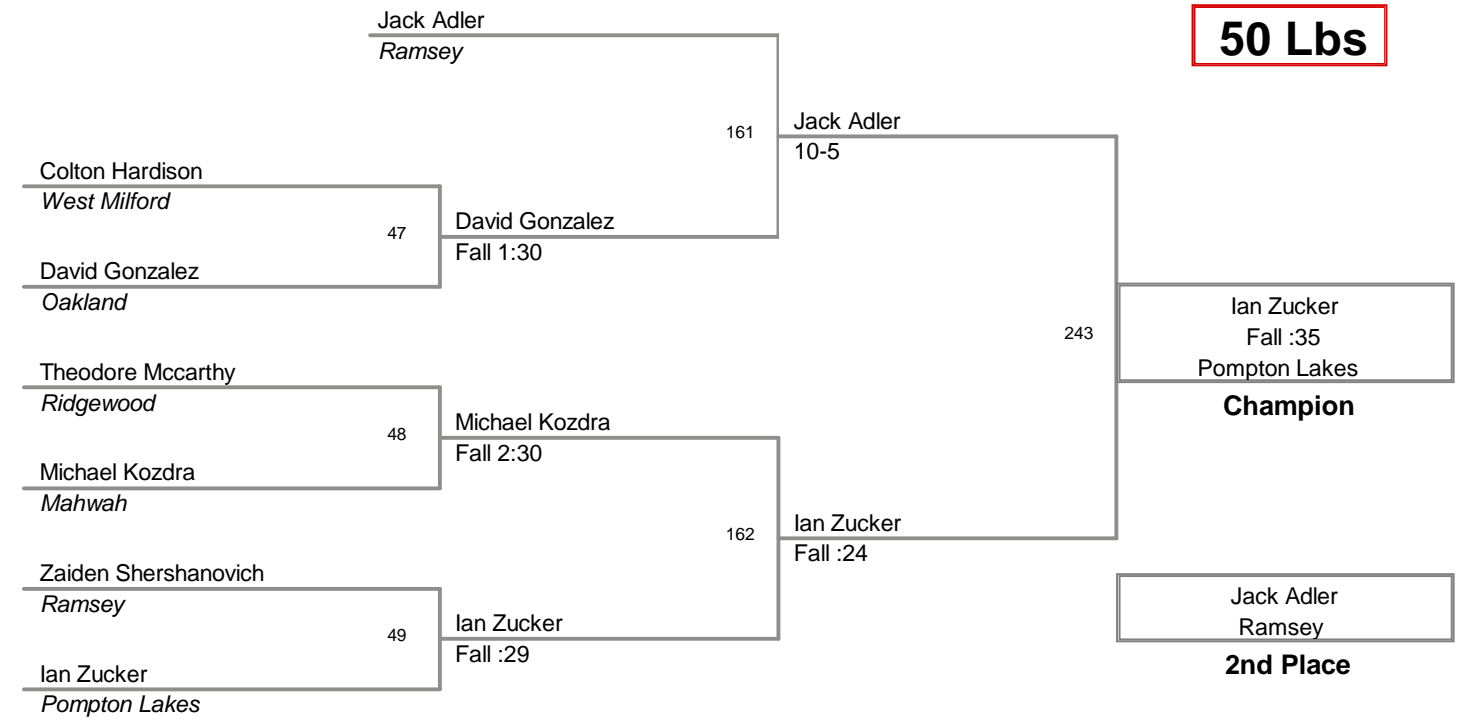 Jack Adler
Ramsey
50 Lbs
161
Jack Adler
10-5
Colton Hardison
West Milford
47
David Gonzalez
Fall 1:30
David Gonzalez
Oakland
243
Ian Zucker
Fall :35
Pompton Lakes
Champion
Theodore Mccarthy
Ridgewood
48
Michael Kozdra
Fall 2:30
Michael Kozdra
Mahwah
162
Ian Zucker
Fall :24
Zaiden Shershanovich
Ramsey
49
Ian Zucker
Fall :29
Ian Zucker
Pompton Lakes
Jack Adler
Ramsey
2nd Place